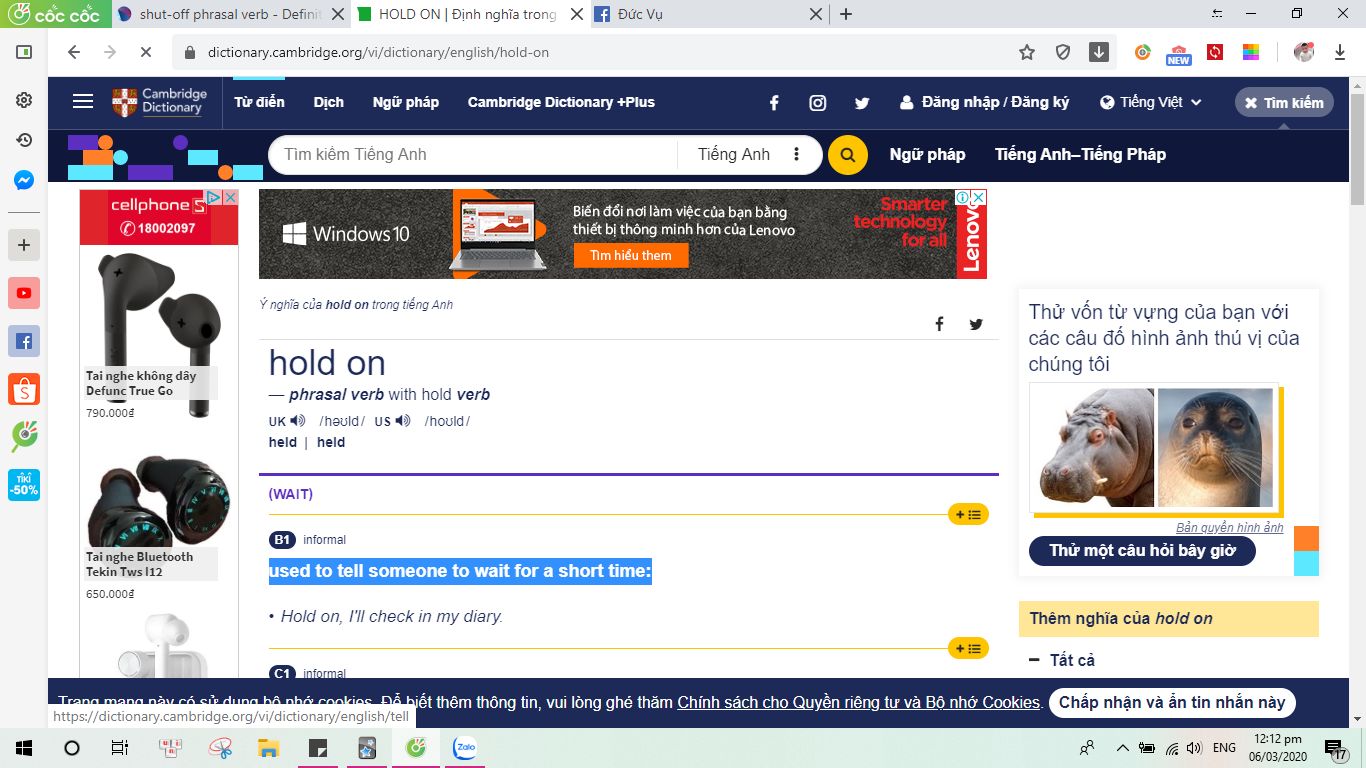 cốc cốc
shut-off phrasal verb - Definit
HOLD ON | Định nghĩa trong
Đức Vụ
dictionary.cambridge.org/vi/dictionary/english/hold-on
NEW
Cambridge
Dictionary
Từ điển
Dịch
Ngữ pháp
Cambridge Dictionary +Plus
Đăng nhập / Đăng ký
Tiếng Việt
Tìm kiếm
Tìm kiếm Tiếng Anh
Tiếng Anh
Ngữ pháp
Tiếng Anh–Tiếng Pháp
cellphoneS
18002097
Tai nghe không dây
Defunc True Go
790.000₫
Tai nghe Bluetooth
Tekin Tws I12
650.000₫
TIKI
-50%
Windows 10
Biến đổi nơi làm việc của bạn bằng
thiết bị thông minh hơn của Lenovo
Tìm hiểu thêm
Smarter
technology
for all
Lenovo
Ý nghĩa của hold on trong tiếng Anh
hold on
— phrasal verb with hold verb
UK /həʊld/ US /hoʊld/
held | held
(WAIT)
B1 informal
used to tell someone to wait for a short time:
• Hold on, I'll check in my diary.
C1 informal
Thử vốn từ vựng của bạn với
các câu đố hình ảnh thú vị của
chúng tôi
Bản quyền hình ảnh
Thử một câu hỏi bây giờ
Thêm nghĩa của hold on
Tất cả
Trang mạng này có sử dụng bộ nhớ cookies. Để biết thêm thông tin, vui lòng ghé thăm Chính sách cho Quyền riêng tư và Bộ nhớ Cookies.
Chấp nhận và ẩn tin nhắn này
https://dictionary.cambridge.org/vi/dictionary/english/tell
Zalo
ENG
12:12 pm
06/03/2020
17